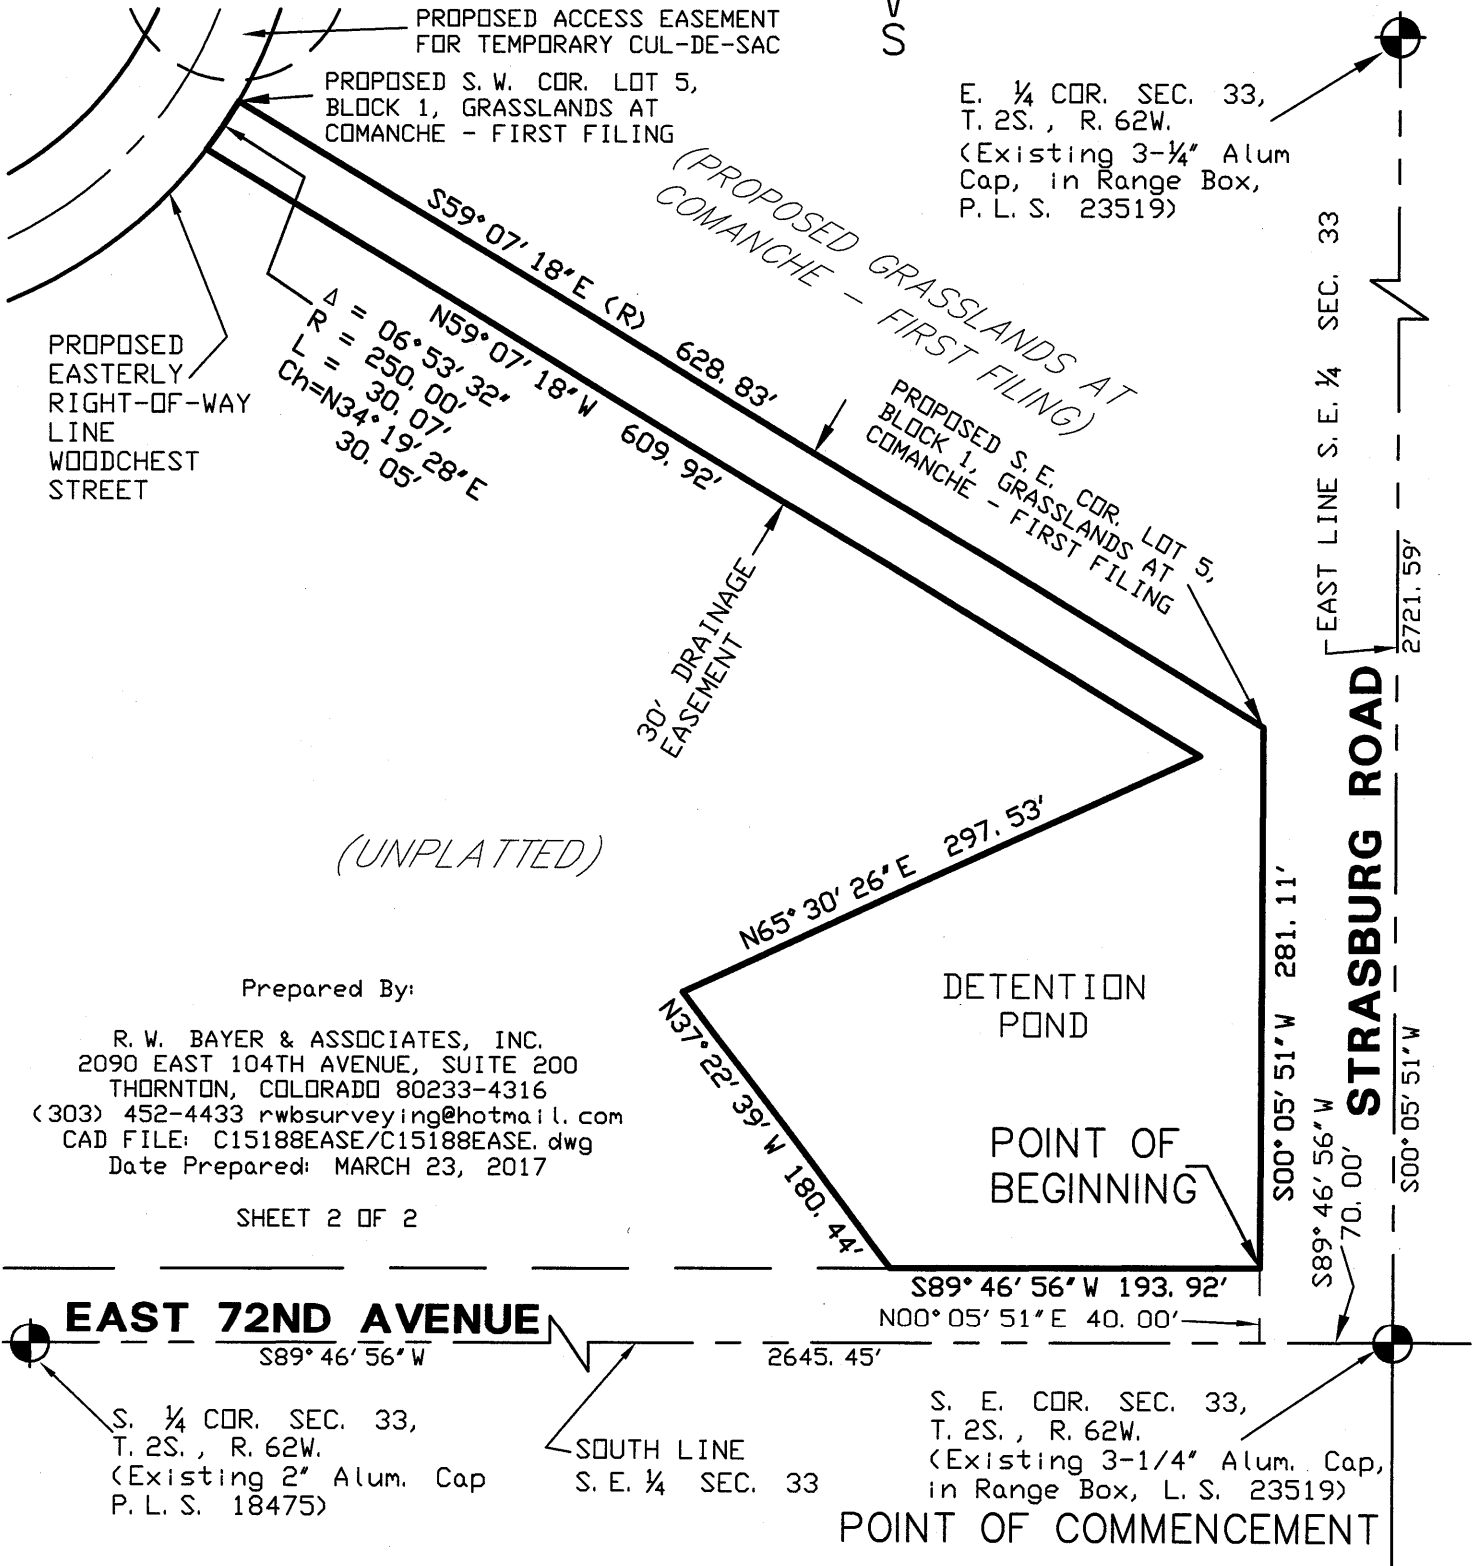 V
S
PROPOSED ACCESS EASEMENT
FOR TEMPORARY CUL-DE-SAC
PROPOSED S.W. COR. LOT 5,
BLOCK 1, GRASSLANDS AT
COMANCHE - FIRST FILING
E. ¼ COR. SEC. 33,
T. 2S., R. 62W.
(Existing 3-¼" Alum
Cap, in Range Box,
P.L.S. 23519)
(PROPOSED GRASSLANDS AT
COMANCHE - FIRST FILING)
S59°07'18"E (R) 628.83'
N59°07'18"W 609.92'
Δ = 06°53'32"
R = 250.00'
L = 30.07'
Ch=N34°19'28"E
30.05'
PROPOSED
EASTERLY
RIGHT-OF-WAY
LINE
WOODCHEST
STREET
PROPOSED S.E. COR. LOT 5,
BLOCK 1, GRASSLANDS AT
COMANCHE - FIRST FILING
EAST LINE S.E.¼ SEC. 33
2721.59'
30' DRAINAGE
EASEMENT
STRASBURG ROAD
S00°05'51"W
(UNPLATTED)
N65°30'26"E 297.53'
S00°05'51"W 281.11'
DETENTION
POND
N37°22'39"W 180.44'
POINT OF
BEGINNING
S89°46'56"W
70.00'
Prepared By:
R.W. BAYER & ASSOCIATES, INC.
2090 EAST 104TH AVENUE, SUITE 200
THORNTON, COLORADO 80233-4316
(303) 452-4433 rwbsurveying@hotmail.com
CAD FILE: C15188EASE/C15188EASE.dwg
Date Prepared: MARCH 23, 2017
SHEET 2 OF 2
S89°46'56"W 193.92'
N00°05'51"E 40.00'
EAST 72ND AVENUE
S89°46'56"W
2645.45'
S. ¼ COR. SEC. 33,
T. 2S., R. 62W.
(Existing 2" Alum. Cap
P.L.S. 18475)
SOUTH LINE
S.E.¼ SEC. 33
S. E. COR. SEC. 33,
T. 2S., R. 62W.
(Existing 3-1/4" Alum. Cap,
in Range Box, L.S. 23519)
POINT OF COMMENCEMENT